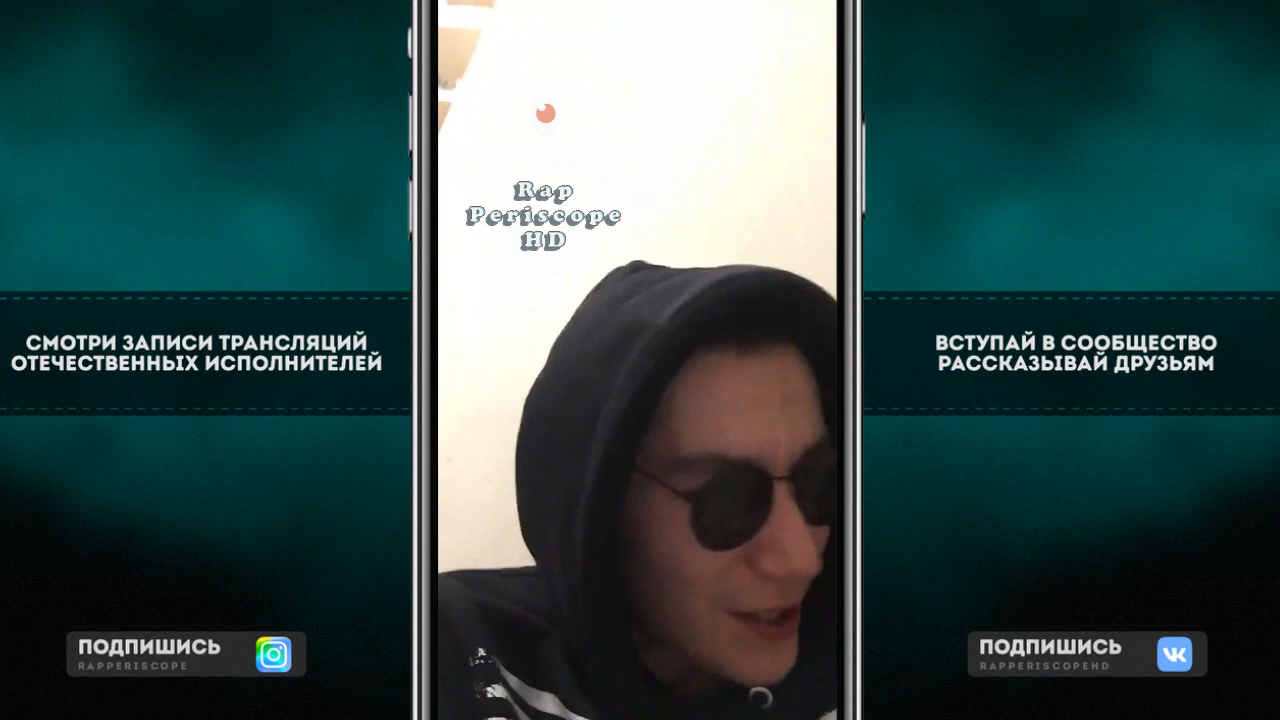 Rap
Periscope
HD
СМОТРИ ЗАПИСИ ТРАНСЛЯЦИЙ
ОТЕЧЕСТВЕННЫХ ИСПОЛНИТЕЛЕЙ
ВСТУПАЙ В СООБЩЕСТВО
РАССКАЗЫВАЙ ДРУЗЬЯМ
ПОДПИШИСЬ
RAPPERISCOPE
ПОДПИШИСЬ
RAPPERISCOPEHD